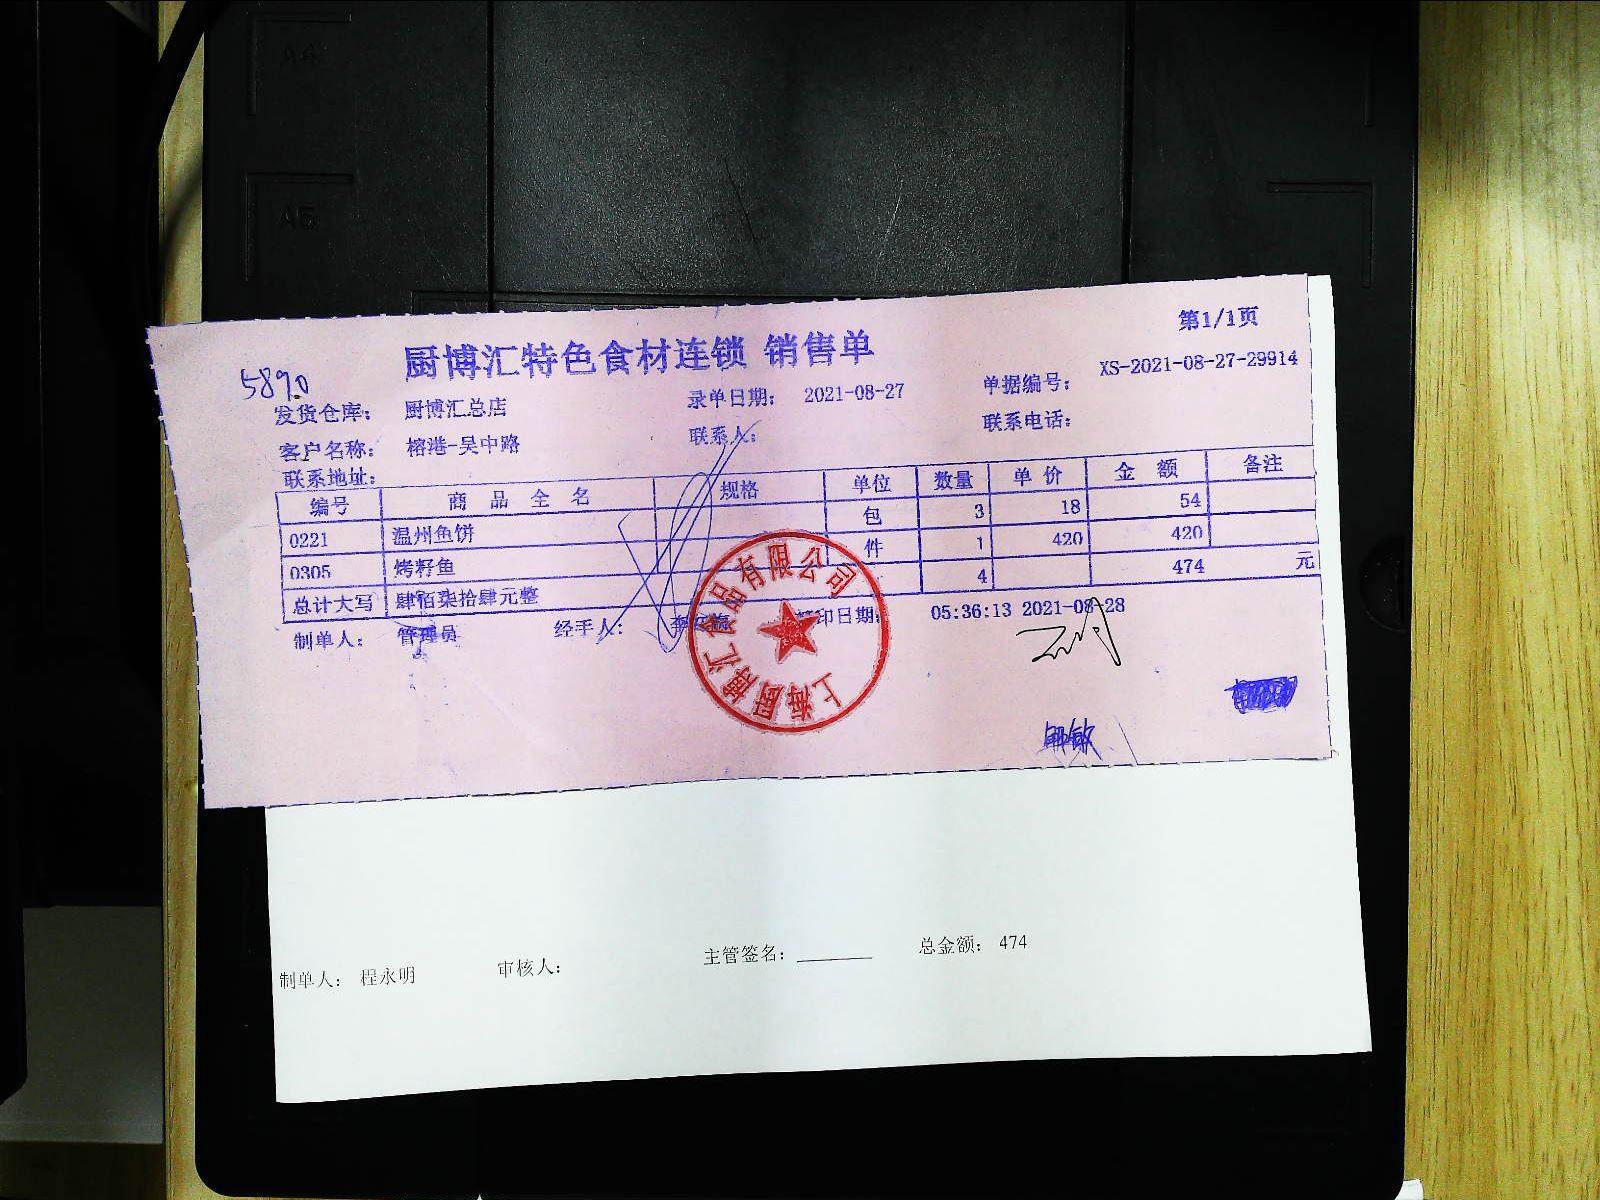 A4
A5
第1/1页
厨博汇特色食材连锁 销售单
5890
发货仓库： 厨博汇总店 录单日期： 2021-08-27 单据编号： XS-2021-08-27-29914
客户名称： 榕港-吴中路 联系人： 联系电话：
联系地址：
编号 商品全名 规格 单位 数量 单价 金额 备注
0221 温州鱼饼 包 3 18 54
0305 烤籽鱼 件 1 420 420
总计大写 肆佰柒拾肆元整 4 474 元
制单人： 管理员 经手人： 李 印日期： 05:36:13 2021-08-28
上海厨博汇食品有限公司
敏
制单人： 程永明 审核人： 主管签名： 总金额： 474